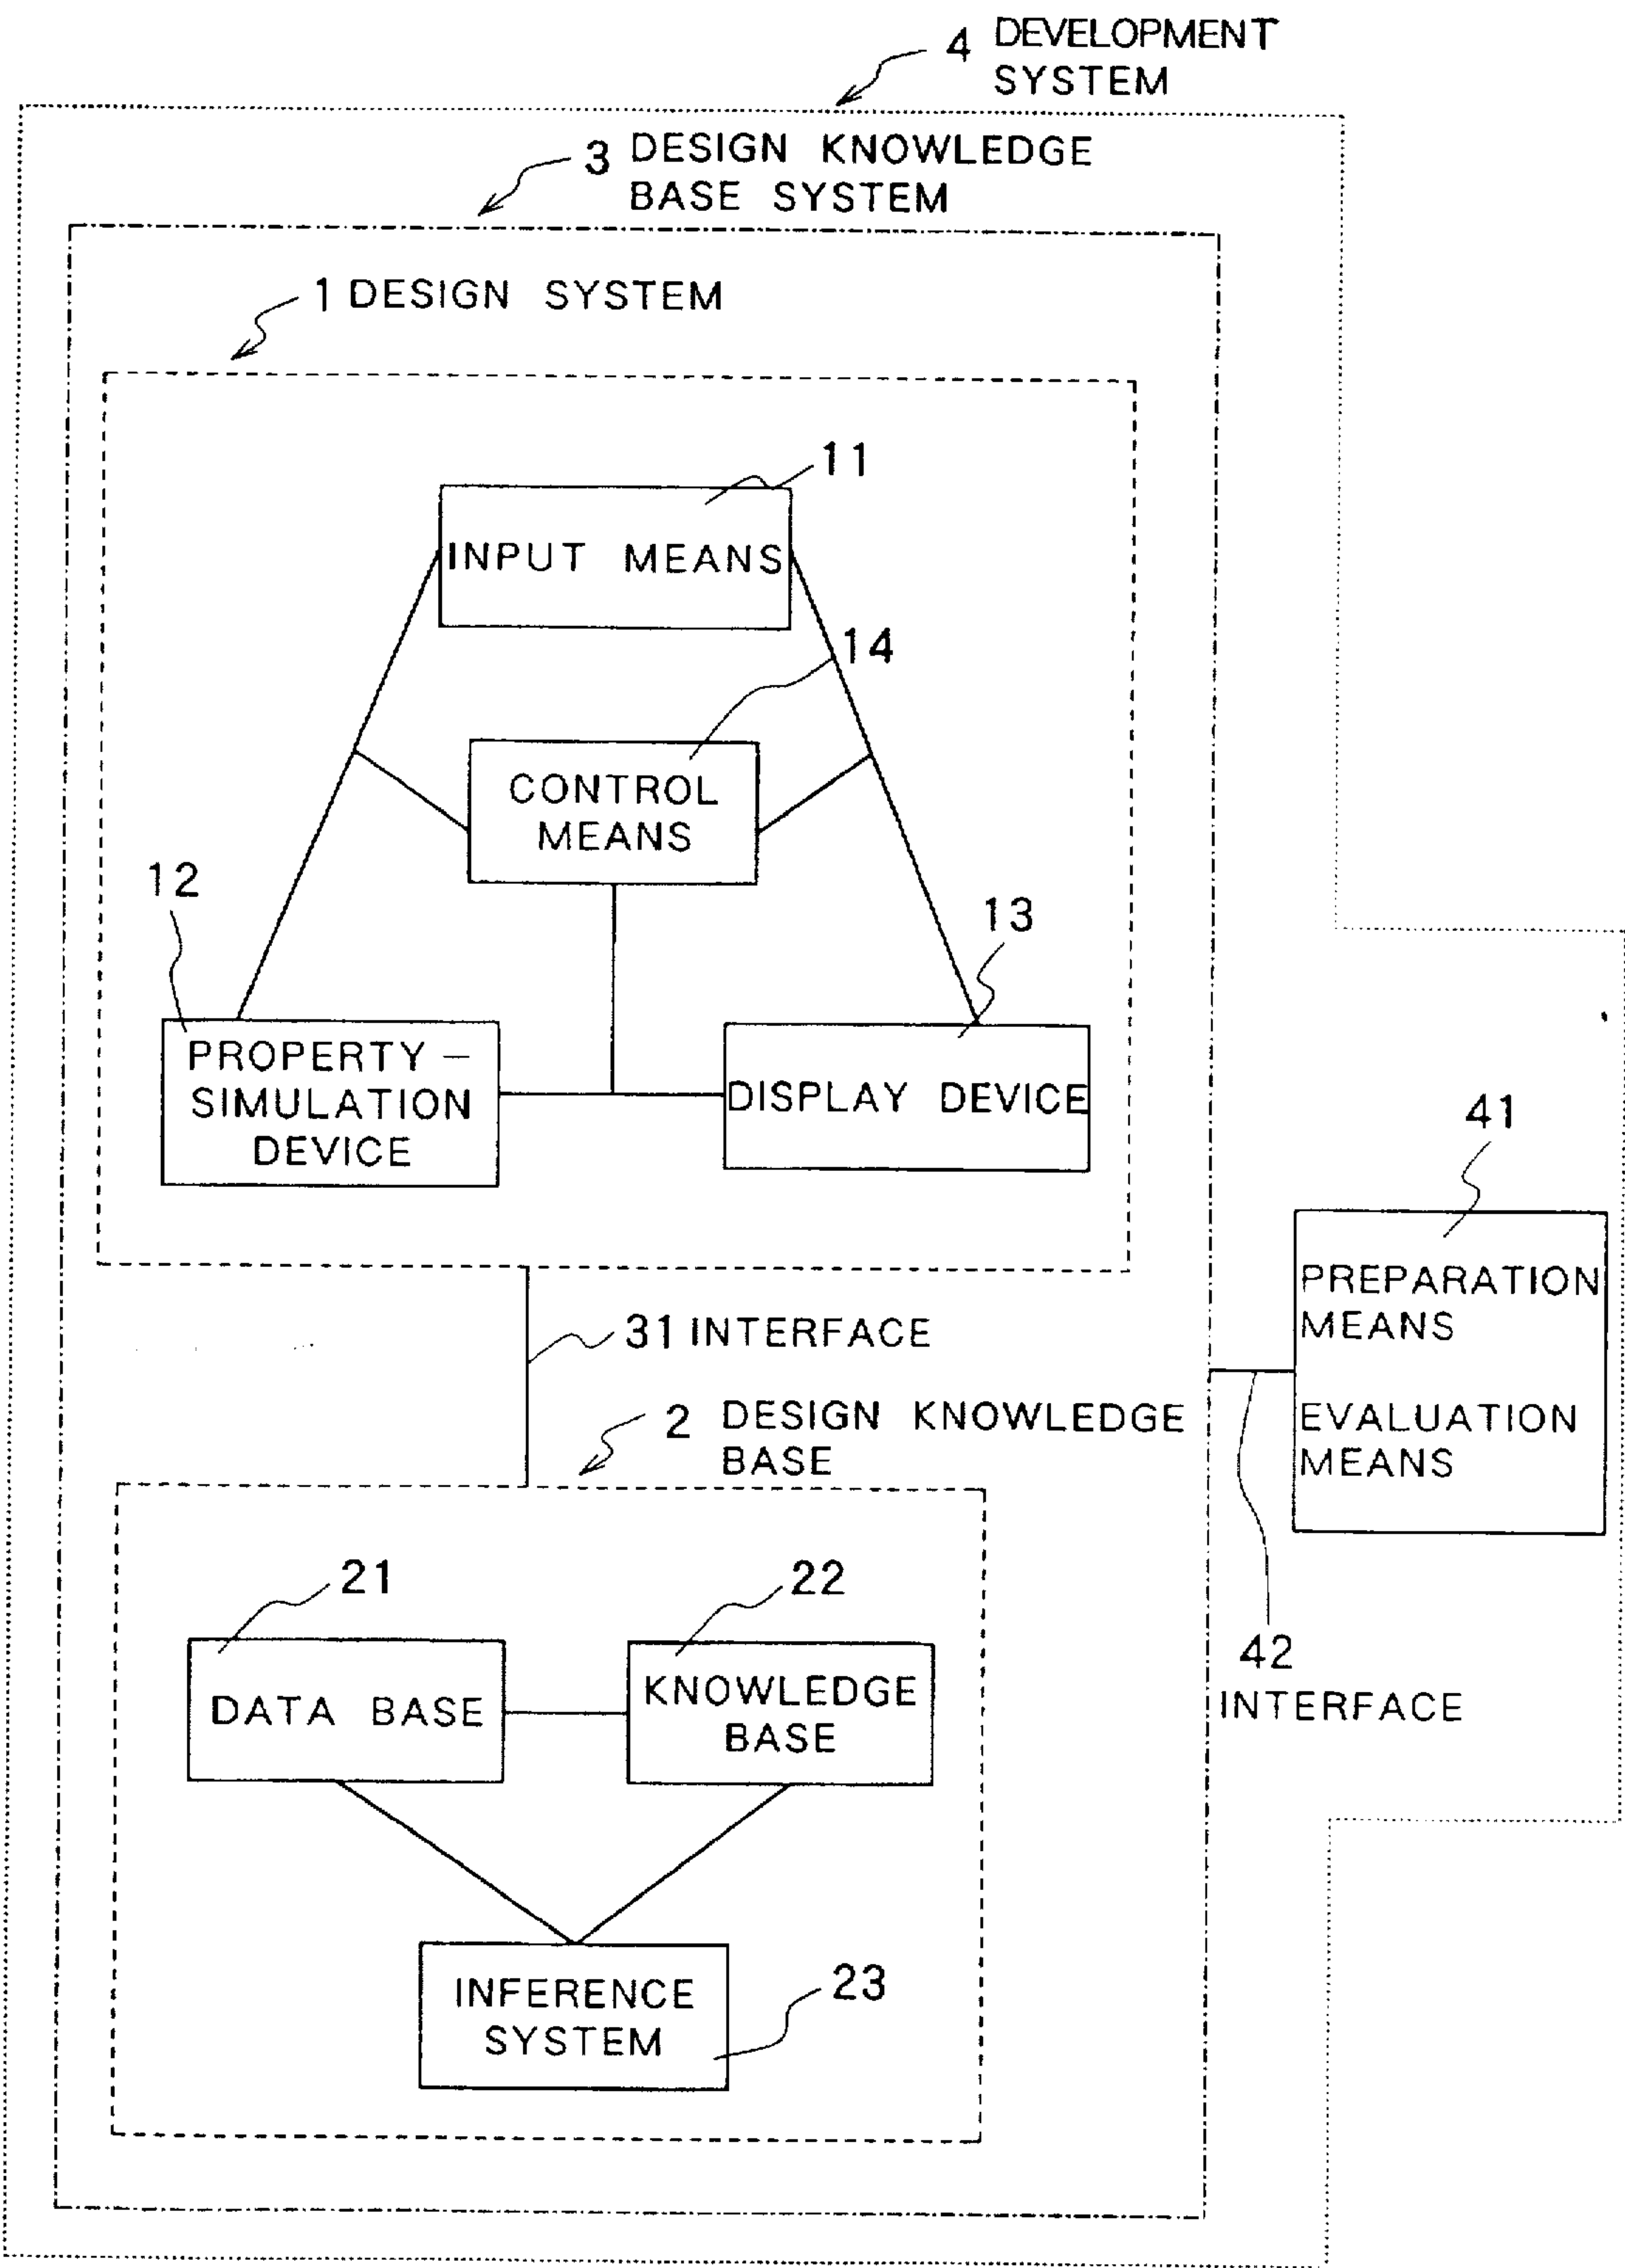 4 DEVELOPMENT
SYSTEM
3 DESIGN KNOWLEDGE
BASE SYSTEM
1 DESIGN SYSTEM
11
INPUT MEANS
14
CONTROL
MEANS
12
13
PROPERTY-
SIMULATION
DEVICE
DISPLAY DEVICE
41
PREPARATION
MEANS
EVALUATION
MEANS
31 INTERFACE
2 DESIGN KNOWLEDGE
BASE
21
22
DATA BASE
KNOWLEDGE
BASE
42
INTERFACE
INFERENCE
SYSTEM
23